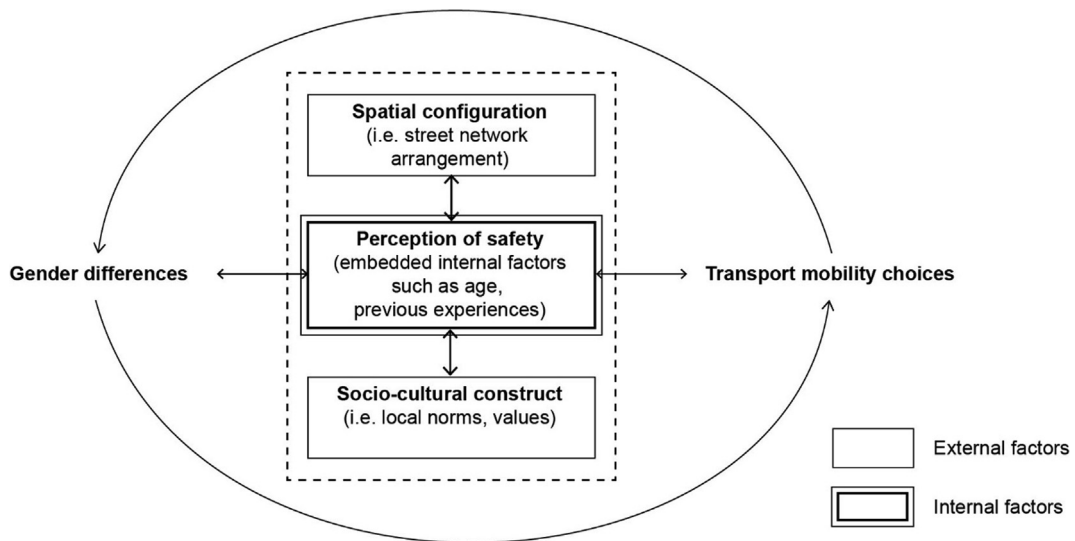 Spatial configuration
(i.e. street network
arrangement)
Perception of safety
(embedded internal factors
such as age,
previous experiences)
Gender differences
Transport mobility choices
Socio-cultural construct
(i.e. local norms, values)
External factors
Internal factors